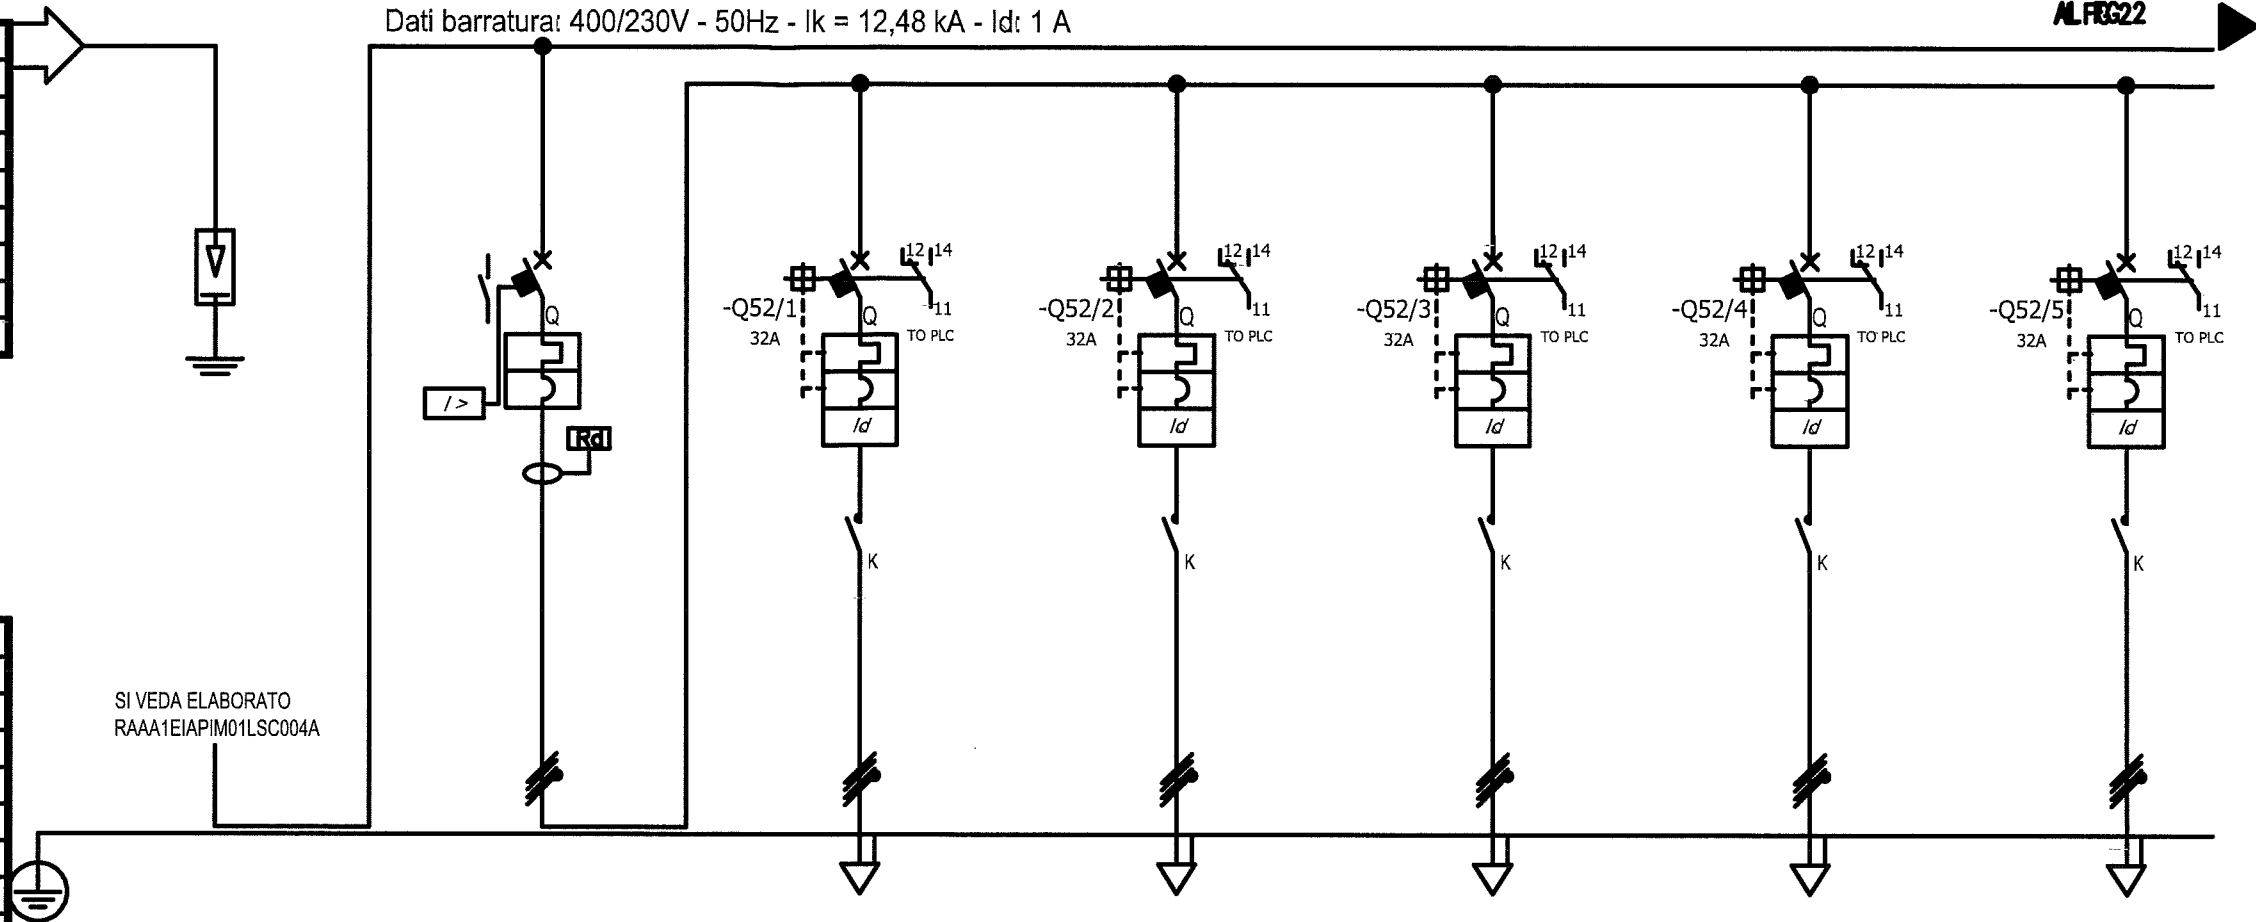 Dati barratura: 400/230V - 50Hz - Ik = 12,48 kA - Id: 1 A
12 14
12 14
12 14
12 14
12 14
-Q52/1
Q
11
-Q52/2
Q
11
-Q52/3
Q
11
-Q52/4
Q
11
-Q52/5
Q
11
Q
32A
TO PLC
32A
TO PLC
32A
TO PLC
32A
TO PLC
32A
TO PLC
I >
Rd
Id
Id
Id
Id
Id
K
K
K
K
K
SI VEDA ELABORATO
RAAA1EIAPIM01LSC004A